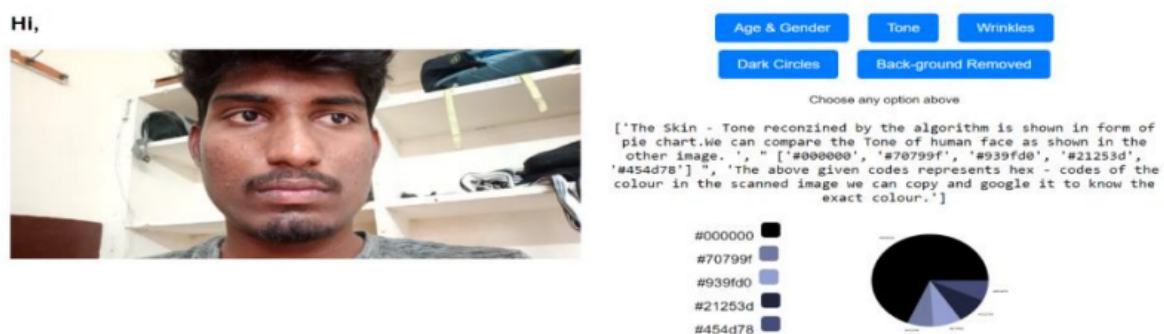 Hi,
Age & Gender
Tone
Wrinkles
Dark Circles
Back-ground Removed
Choose any option above
['The Skin - Tone reconzined by the algorithm is shown in form of
pie chart.We can compare the Tone of human face as shown in the
other image. ', " ['#000000', '#70799f', '#939fd0', '#21253d',
'#454d78'] ", 'The above given codes represents hex - codes of the
colour in the scanned image we can copy and google it to know the
exact colour.']
#000000
#70799f
#939fd0
#21253d
#454d78